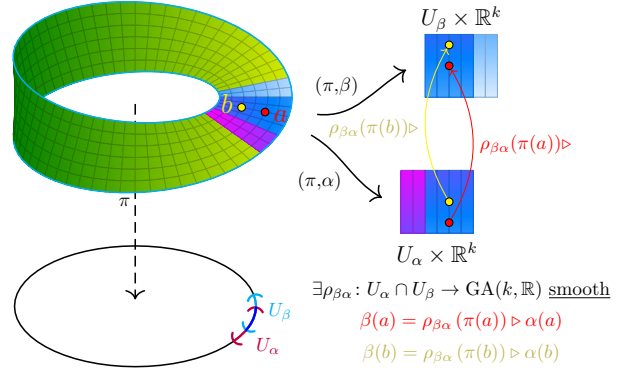 U_β × ℝ^k
(π,β)
b
a
ρ_βα(π(b))▹
ρ_βα(π(a))▹
(π,α)
π
U_α × ℝ^k
∃ρ_βα : U_α ∩ U_β → GA(k, ℝ) smooth
U_β
β(a) = ρ_βα (π(a)) ▹ α(a)
U_α
β(b) = ρ_βα (π(b)) ▹ α(b)